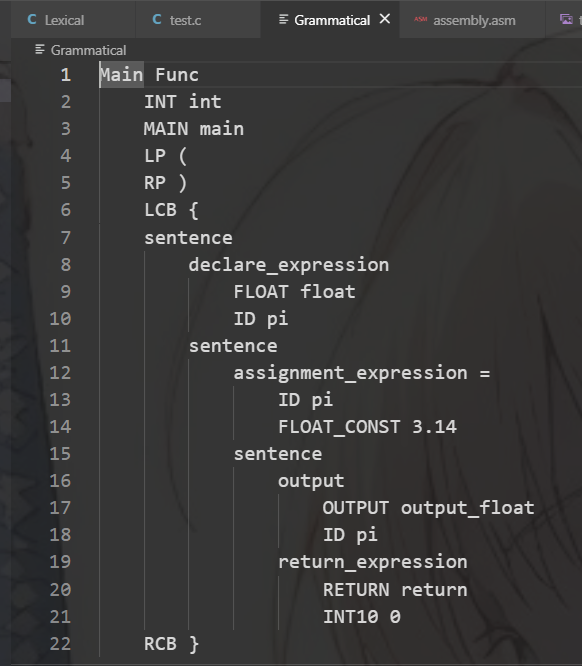 Lexical test.c Grammatical assembly.asm
Grammatical
1 Main Func
2 INT int
3 MAIN main
4 LP (
5 RP )
6 LCB {
7 sentence
8 declare_expression
9 FLOAT float
10 ID pi
11 sentence
12 assignment_expression =
13 ID pi
14 FLOAT_CONST 3.14
15 sentence
16 output
17 OUTPUT output_float
18 ID pi
19 return_expression
20 RETURN return
21 INT10 0
22 RCB }